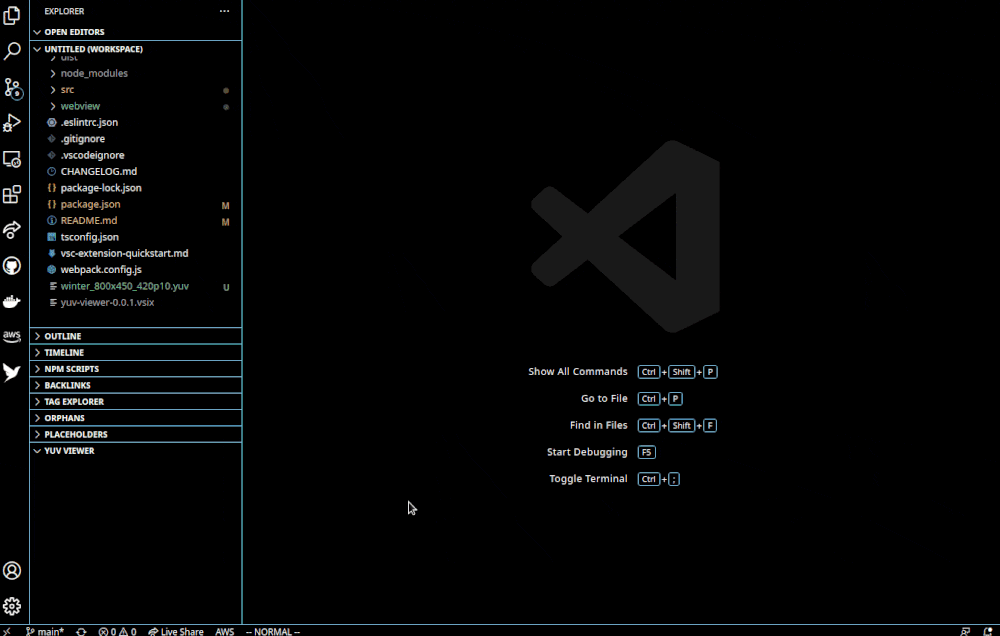 EXPLORER
OPEN EDITORS
UNTITLED (WORKSPACE)
dist
node_modules
src
webview
.eslintrc.json
.gitignore
.vscodeignore
CHANGELOG.md
package-lock.json
package.json M
README.md M
tsconfig.json
vsc-extension-quickstart.md
webpack.config.js
winter_800x450_420p10.yuv U
yuv-viewer-0.0.1.vsix
OUTLINE
TIMELINE
NPM SCRIPTS
BACKLINKS
TAG EXPLORER
ORPHANS
PLACEHOLDERS
YUV VIEWER
9
aws
Show All Commands Ctrl + Shift + P
Go to File Ctrl + P
Find in Files Ctrl + Shift + F
Start Debugging F5
Toggle Terminal Ctrl + ;
main* 0 0 Live Share AWS -- NORMAL --